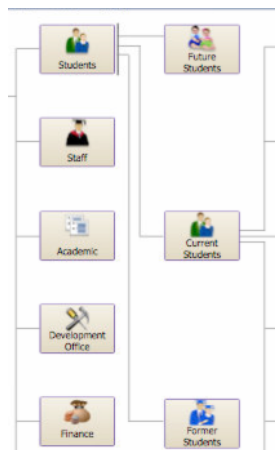 Students
Future
Students
Staff
Academic
Current
Students
Development
Office
Finance
Former
Students